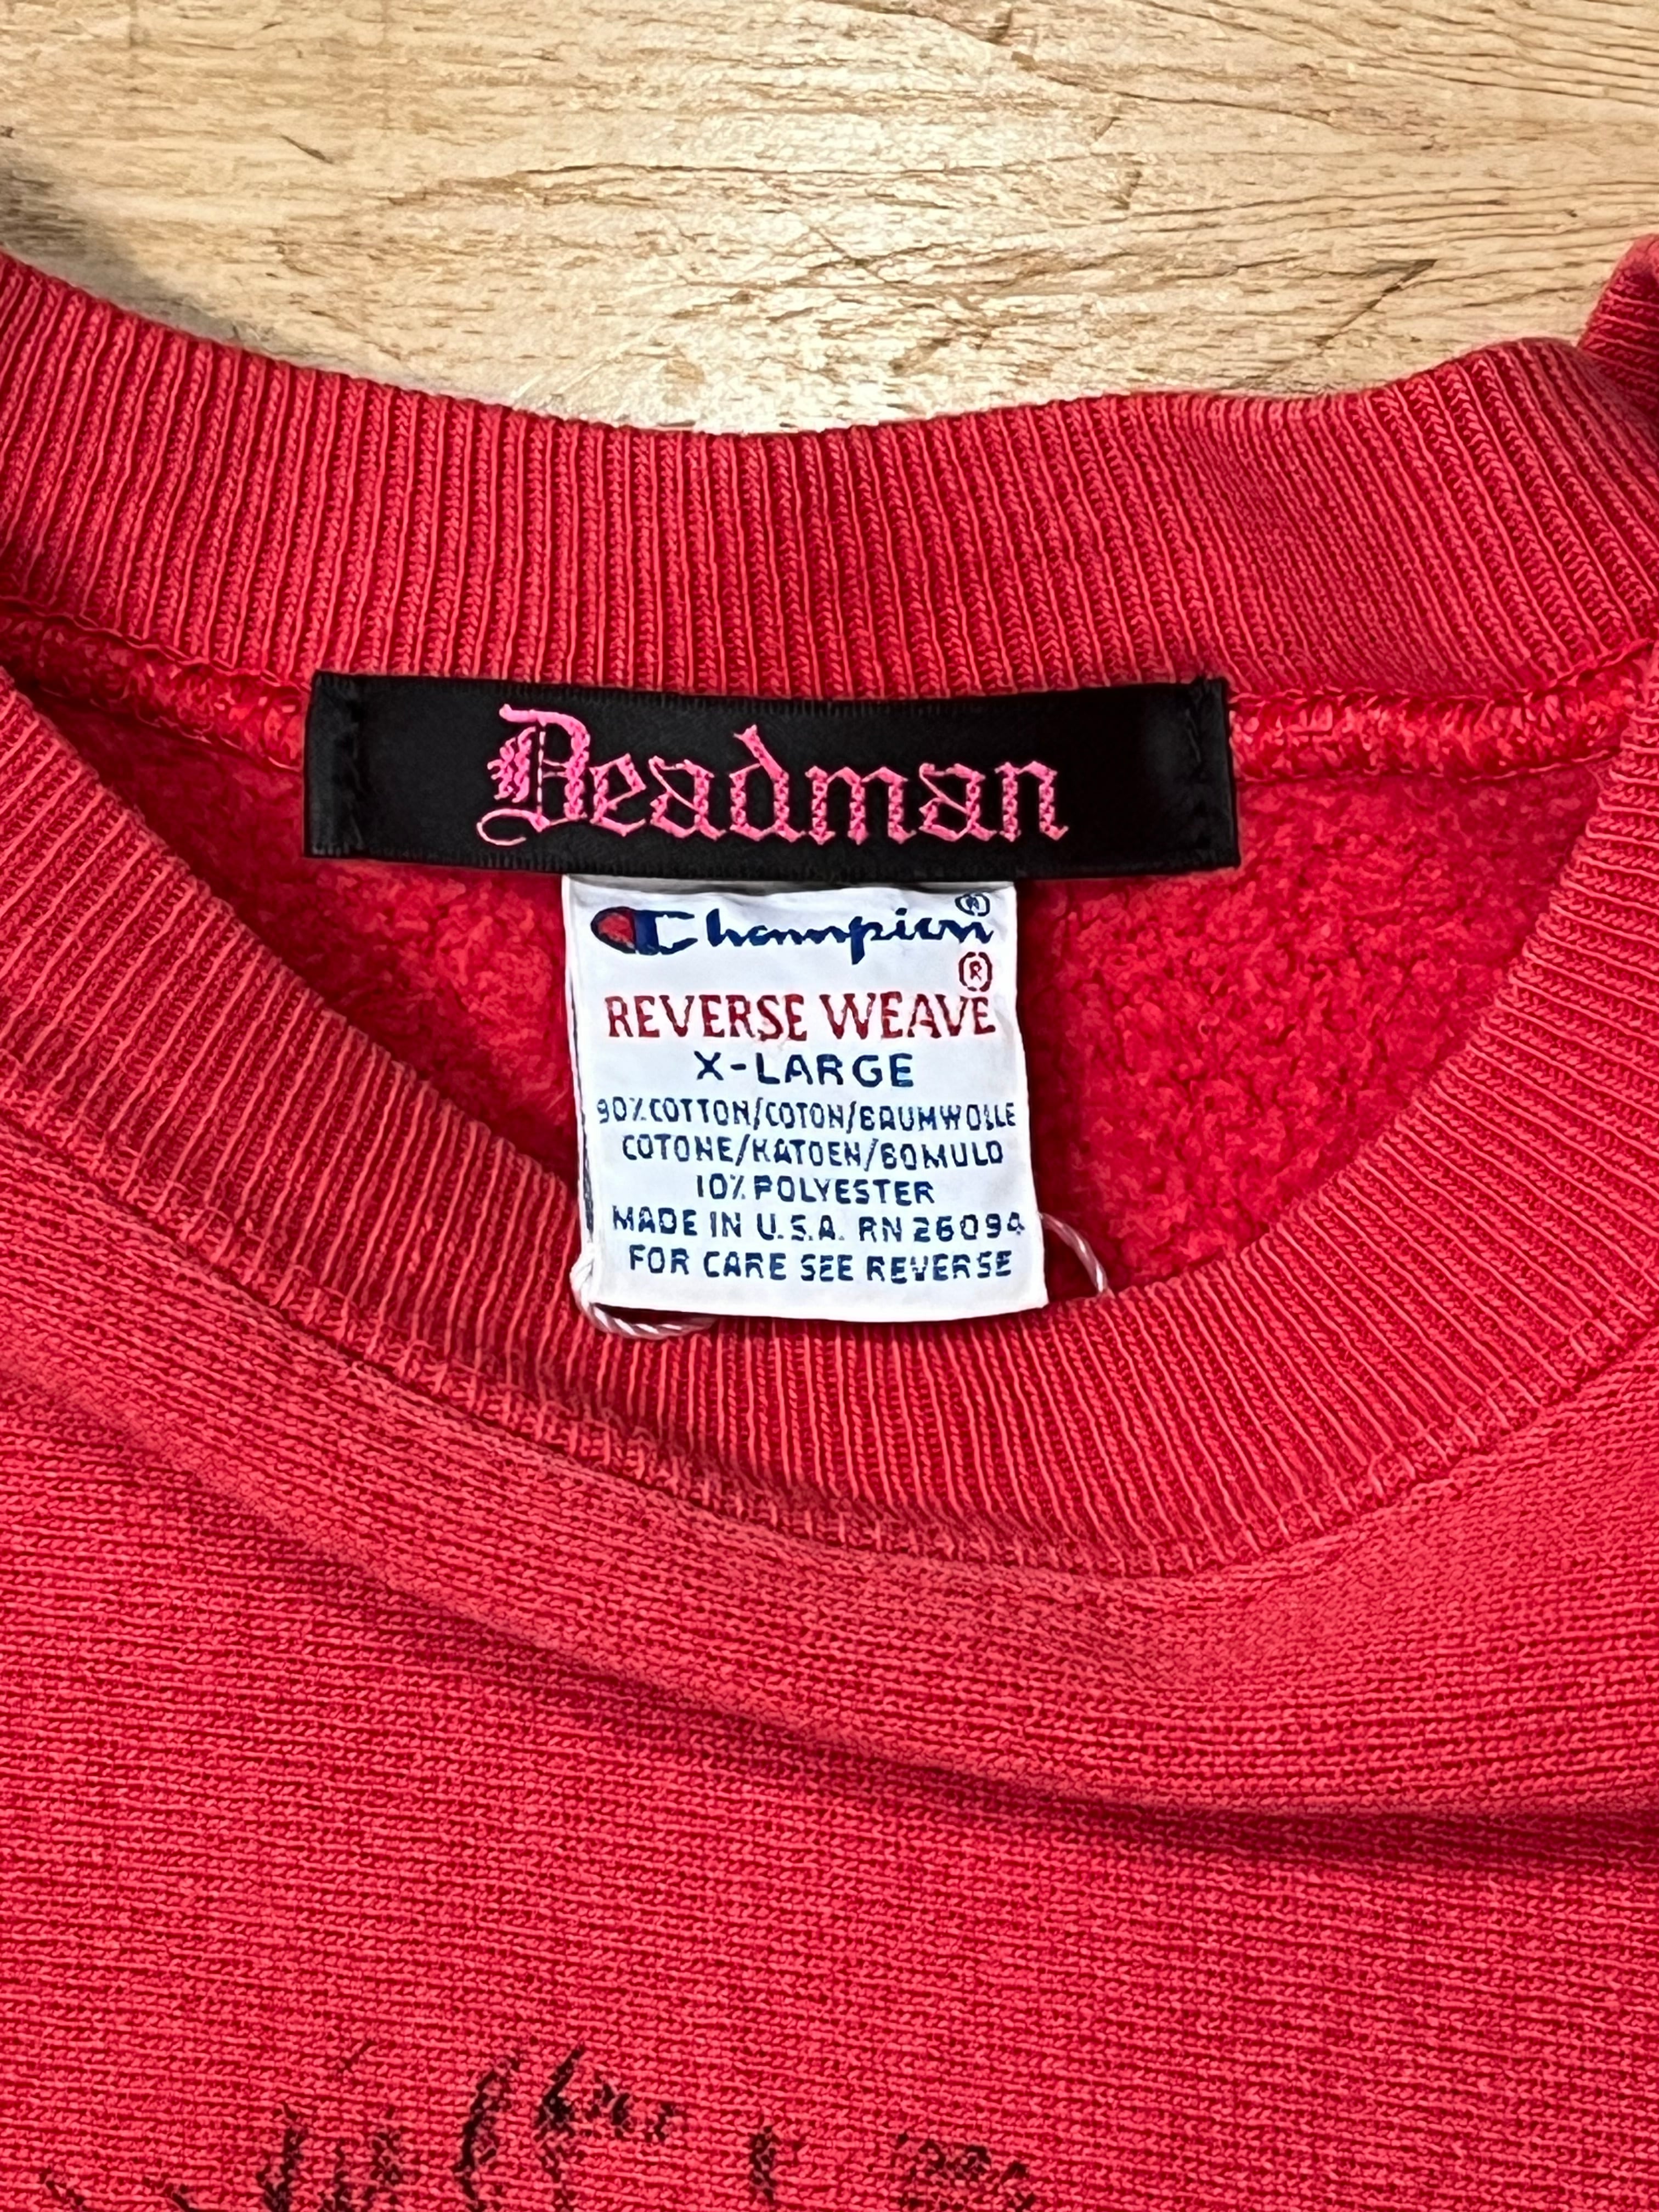 Deadman
Champion®
®
REVERSE WEAVE
X-LARGE
90% COTTON/COTON/BAUMWOLLE
COTONE/KATOEN/BOMULD
10% POLYESTER
MADE IN U.S.A. RN 26094
FOR CARE SEE REVERSE